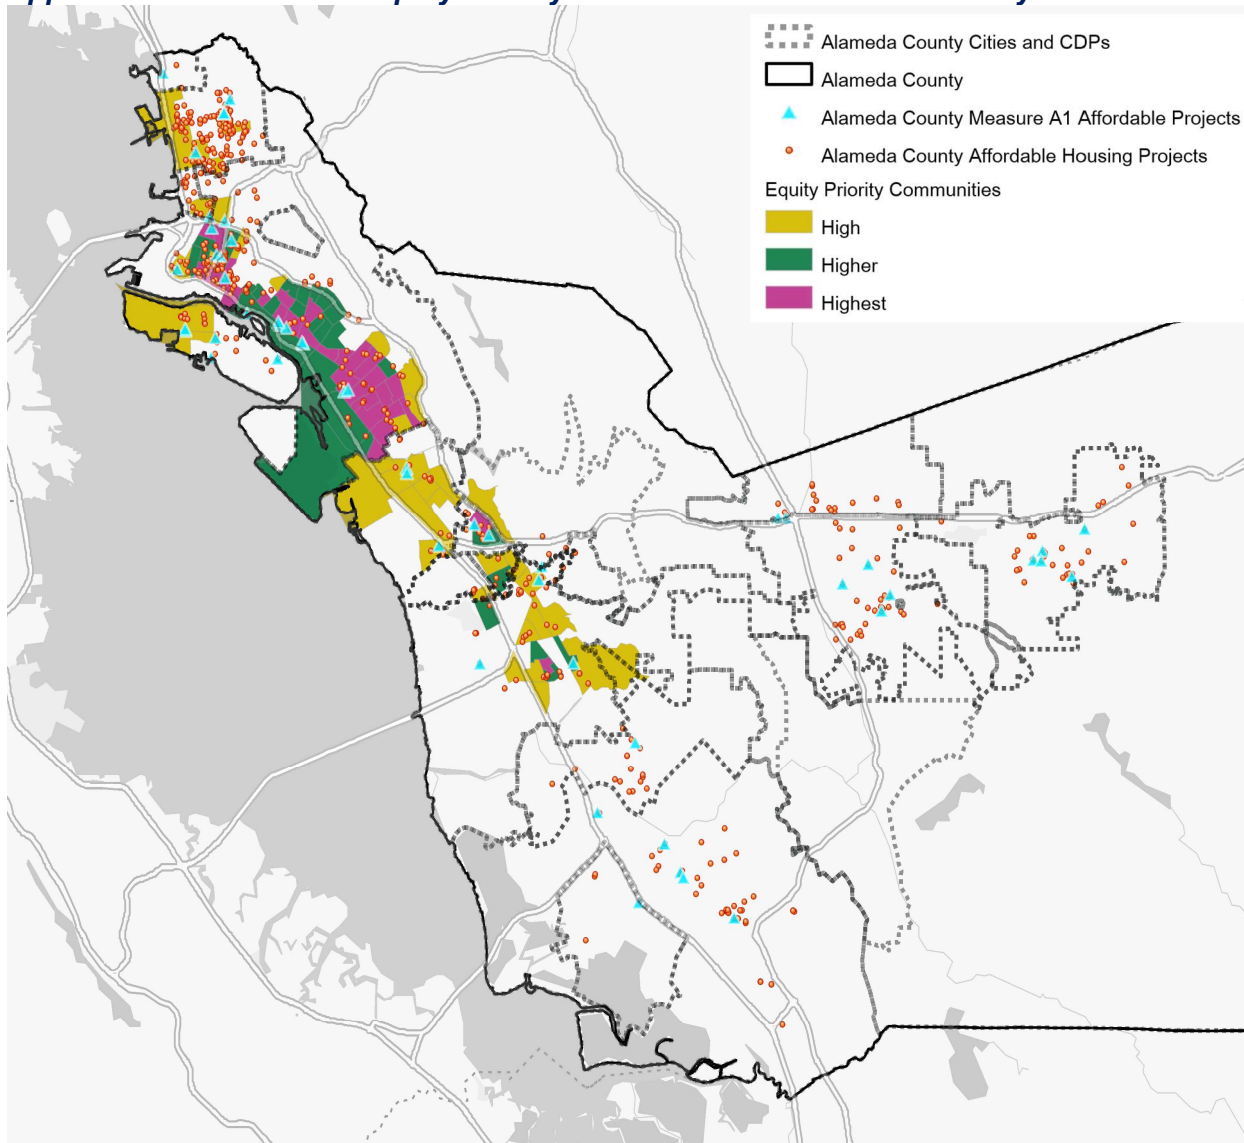 Alameda County Cities and CDPs
Alameda County
Alameda County Measure A1 Affordable Projects
Alameda County Affordable Housing Projects
Equity Priority Communities
High
Higher
Highest